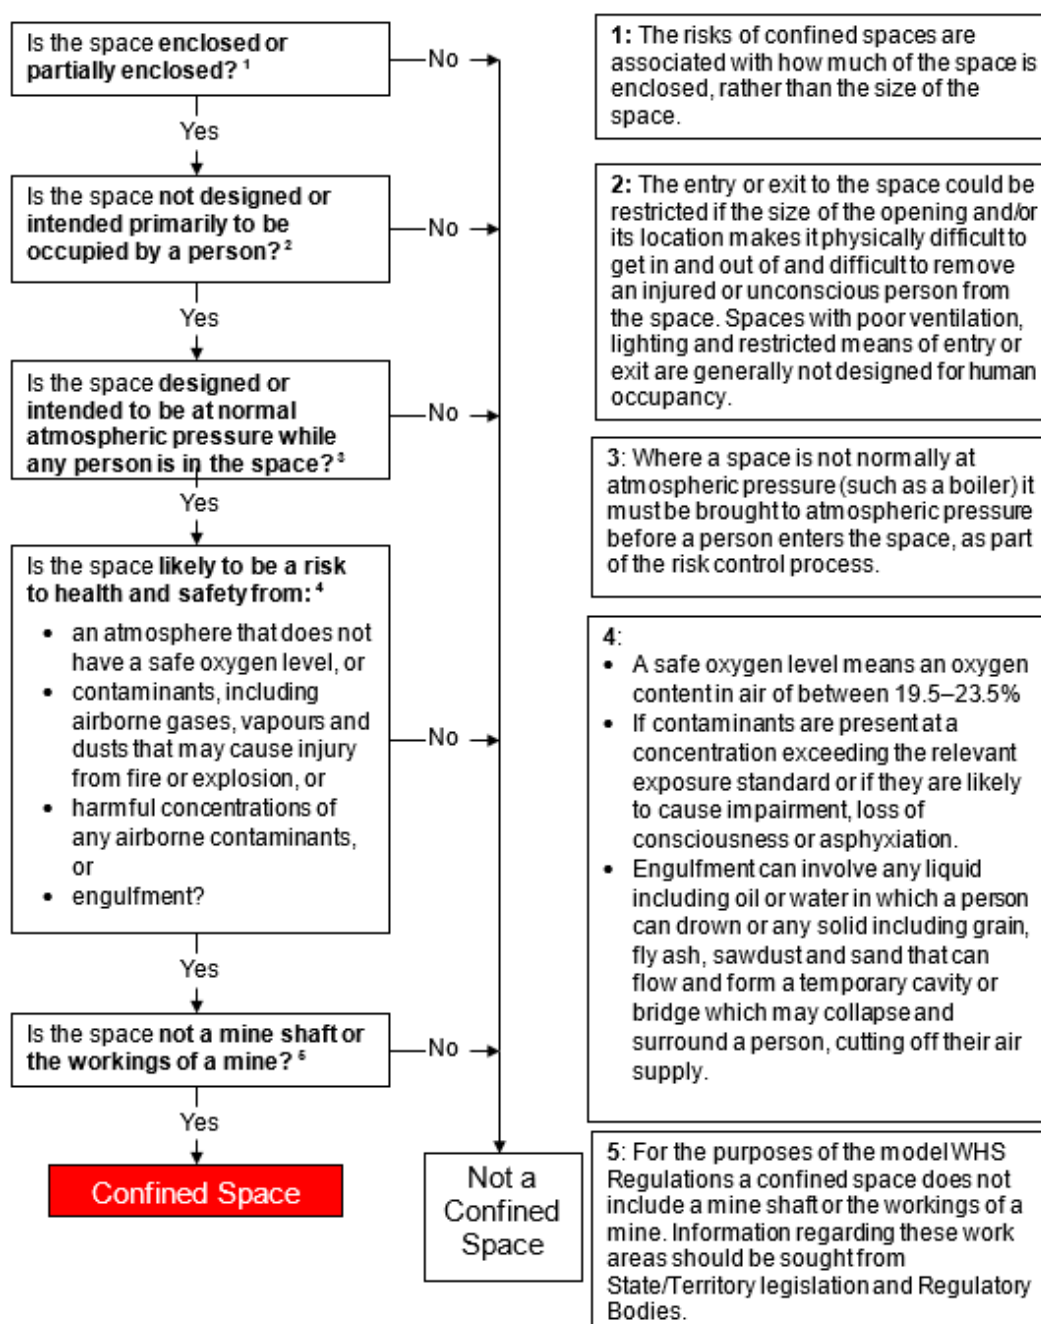 Is the space enclosed or
partially enclosed? 1
No
Yes
Is the space not designed or
intended primarily to be
occupied by a person? 2
No
Yes
Is the space designed or
intended to be at normal
atmospheric pressure while
any person is in the space? 3
No
Yes
Is the space likely to be a risk
to health and safety from: 4
• an atmosphere that does not
have a safe oxygen level, or
• contaminants, including
airborne gases, vapours and
dusts that may cause injury
from fire or explosion, or
• harmful concentrations of
any airborne contaminants,
or
• engulfment?
No
Yes
Is the space not a mine shaft or
the workings of a mine? 5
No
Yes
Confined Space
Not a
Confined
Space
1: The risks of confined spaces are
associated with how much of the space is
enclosed, rather than the size of the
space.
2: The entry or exit to the space could be
restricted if the size of the opening and/or
its location makes it physically difficult to
get in and out of and difficult to remove
an injured or unconscious person from
the space. Spaces with poor ventilation,
lighting and restricted means of entry or
exit are generally not designed for human
occupancy.
3: Where a space is not normally at
atmospheric pressure (such as a boiler) it
must be brought to atmospheric pressure
before a person enters the space, as part
of the risk control process.
4:
• A safe oxygen level means an oxygen
content in air of between 19.5–23.5%
• If contaminants are present at a
concentration exceeding the relevant
exposure standard or if they are likely
to cause impairment, loss of
consciousness or asphyxiation.
• Engulfment can involve any liquid
including oil or water in which a person
can drown or any solid including grain,
fly ash, sawdust and sand that can
flow and form a temporary cavity or
bridge which may collapse and
surround a person, cutting off their air
supply.
5: For the purposes of the model WHS
Regulations a confined space does not
include a mine shaft or the workings of a
mine. Information regarding these work
areas should be sought from
State/Territory legislation and Regulatory
Bodies.